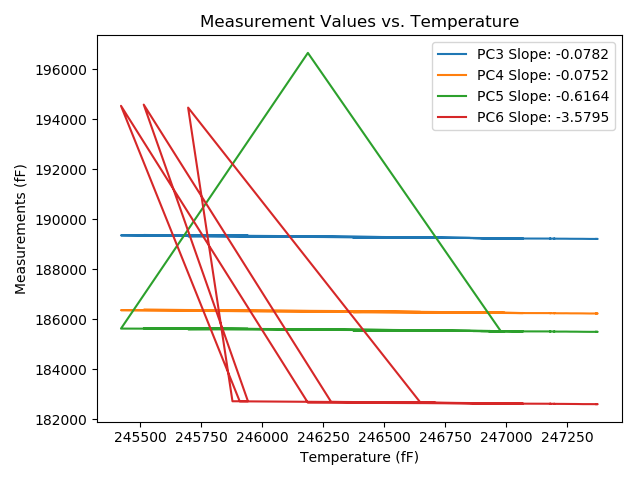 Measurement Values vs. Temperature
PC3 Slope: -0.0782
PC4 Slope: -0.0752
PC5 Slope: -0.6164
PC6 Slope: -3.5795
196000
194000
192000
190000
188000
186000
184000
182000
Measurements (fF)
245500 245750 246000 246250 246500 246750 247000 247250
Temperature (fF)